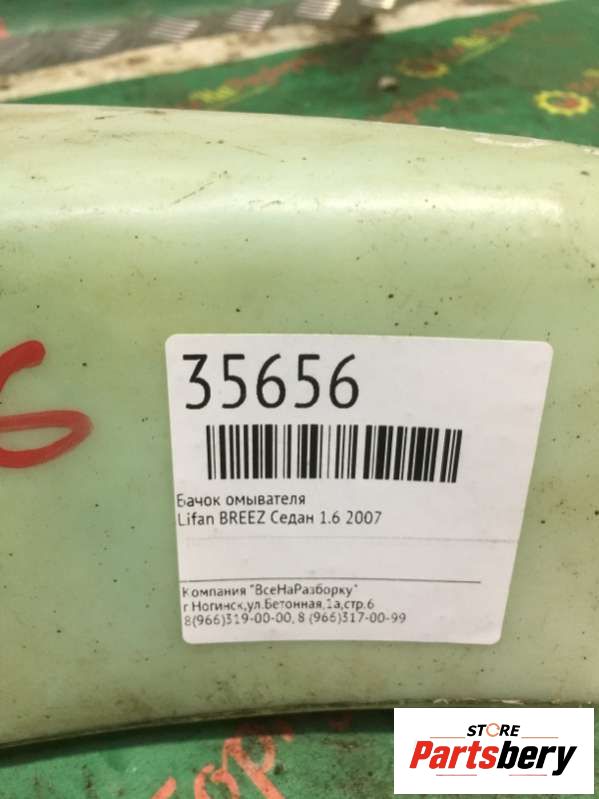 6
35656
Бачок омывателя
Lifan BREEZ Седан 1.6 2007
Компания "ВсеНаРазборку"
г Ногинск,ул.Бетонная,1а,стр.6
8(966)319-00-00, 8 (966)317-00-99
STORE
Partsbery